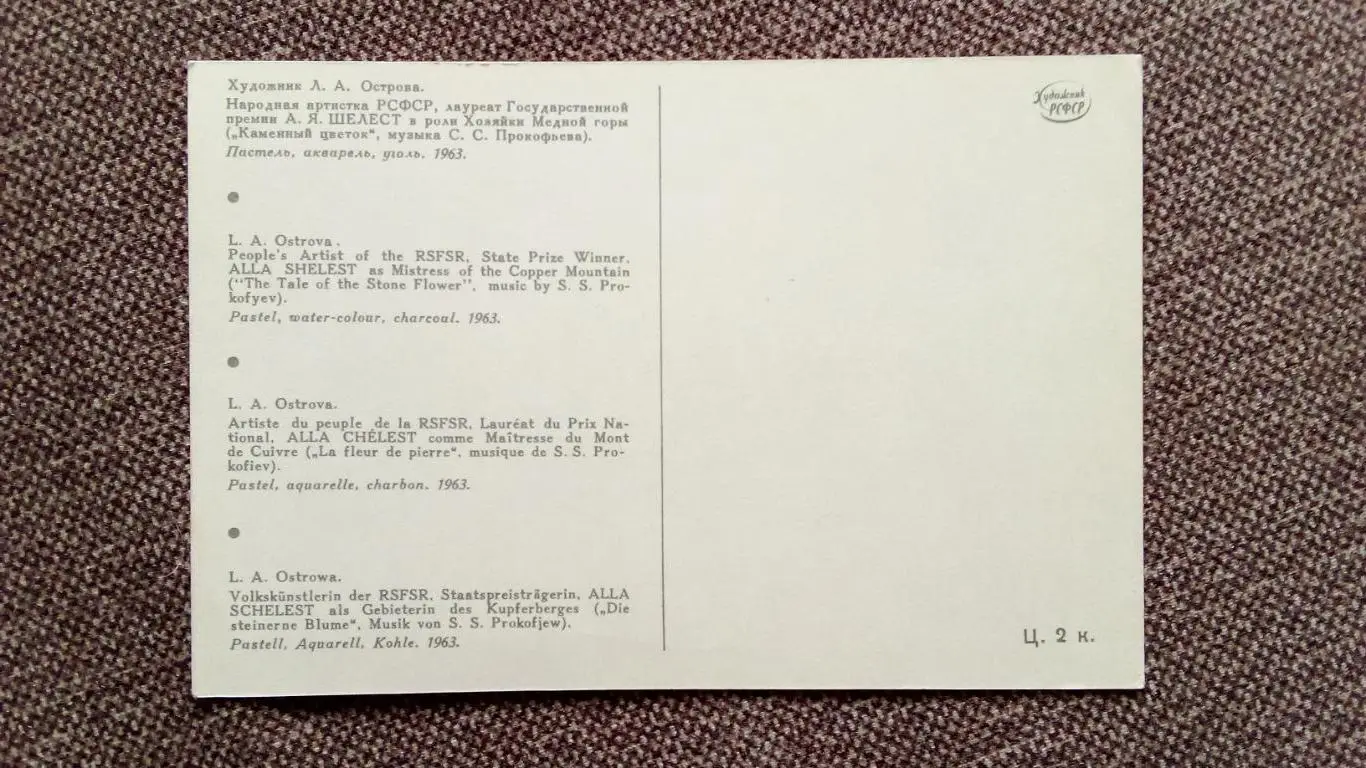 Художник Л. А. Острова.
Народная артистка РСФСР, лауреат Государственной
премии А. Я. ШЕЛЕСТ в роли Хозяйки Медной горы
(„Каменный цветок“, музыка С. С. Прокофьева).
Пастель, акварель, уголь. 1963.
L. A. Ostrova.
People's Artist of the RSFSR, State Prize Winner,
ALLA SHELEST as Mistress of the Copper Mountain
("The Tale of the Stone Flower", music by S. S. Pro-
kofyev).
Pastel, water-colour, charcoal. 1963.
L. A. Ostrova.
Artiste du peuple de la RSFSR, Lauréat du Prix Na-
tional, ALLA CHÉLEST comme Maîtresse du Mont
de Cuivre („La fleur de pierre“, musique de S. S. Pro-
kofiev).
Pastel, aquarelle, charbon. 1963.
L. A. Ostrowa.
Volkskünstlerin der RSFSR, Staatspreisträgerin, ALLA
SCHELEST als Gebieterin des Kupferberges („Die
steinerne Blume“, Musik von S. S. Prokofjew).
Pastell, Aquarell, Kohle. 1963.
Художник
РСФСР
Ц. 2 к.